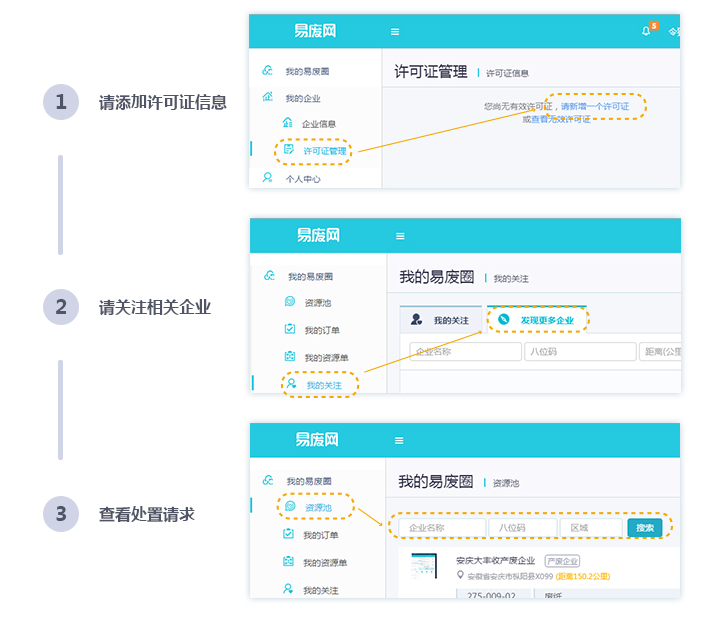 1
请添加许可证信息
易废网
5
我的易废圈
我的企业
企业信息
许可证管理
个人中心
许可证管理 | 许可证信息
您尚无有效许可证，请新增一个许可证
或查看无效许可证
2
请关注相关企业
易废网
我的易废圈
资源池
我的订单
我的资源单
我的关注
我的易废圈 | 我的关注
我的关注
发现更多企业
企业名称
八位码
距离(公里
3
查看处置请求
易废网
我的易废圈
资源池
我的订单
我的资源单
我的关注
我的易废圈 | 资源池
企业名称
八位码
区域
搜索
安庆大丰收产废企业 产废企业
安徽省安庆市枞阳县X099 (距离150.2公里)
275-009-02
废纸